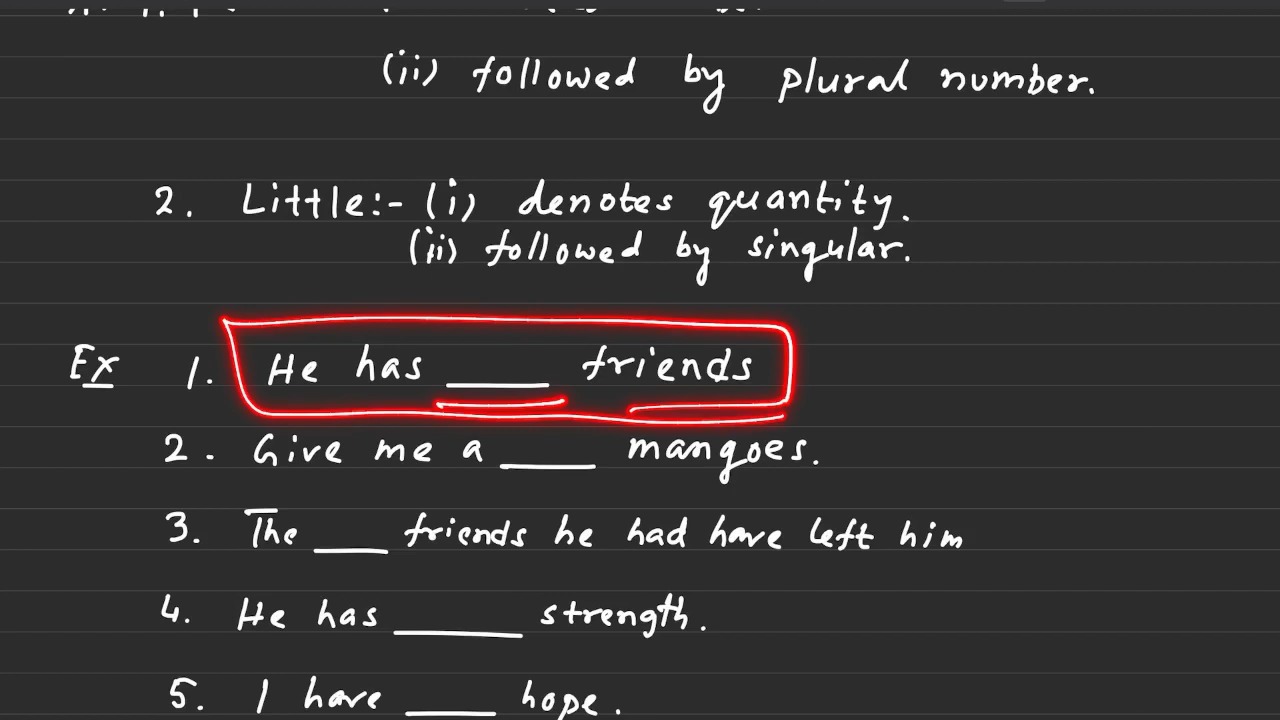 (ii) followed by plural number.
2. Little:- (i) denotes quantity.
(ii) followed by singular.
Ex 1. He has ____ friends
2. Give me a ____ mangoes.
3. The ____ friends he had have left him
4. He has ____ strength.
5. I have ____ hope.